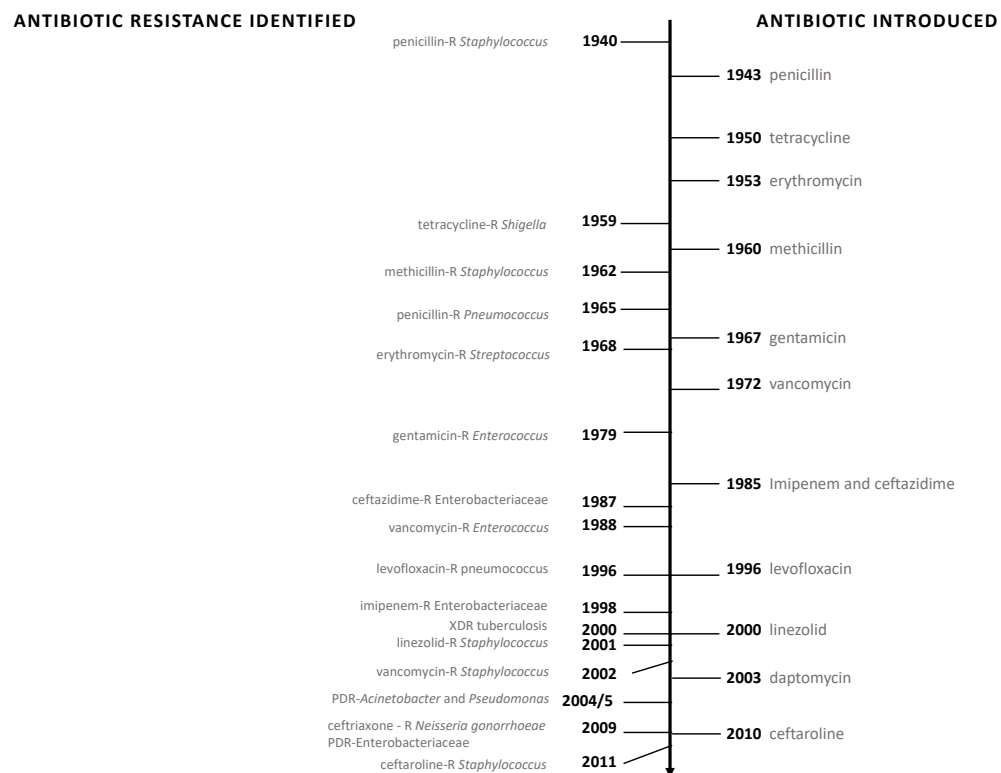 ANTIBIOTIC RESISTANCE IDENTIFIED
ANTIBIOTIC INTRODUCED
penicillin-R Staphylococcus 1940
1943 penicillin
1950 tetracycline
1953 erythromycin
tetracycline-R Shigella 1959
1960 methicillin
methicillin-R Staphylococcus 1962
penicillin-R Pneumococcus 1965
1967 gentamicin
erythromycin-R Streptococcus 1968
1972 vancomycin
gentamicin-R Enterococcus 1979
1985 Imipenem and ceftazidime
ceftazidime-R Enterobacteriaceae 1987
vancomycin-R Enterococcus 1988
levofloxacin-R pneumococcus 1996
1996 levofloxacin
imipenem-R Enterobacteriaceae 1998
XDR tuberculosis 2000
2000 linezolid
linezolid-R Staphylococcus 2001
vancomycin-R Staphylococcus 2002
2003 daptomycin
PDR-Acinetobacter and Pseudomonas 2004/5
ceftriaxone - R Neisseria gonorrhoeae 2009
PDR-Enterobacteriaceae
2010 ceftaroline
ceftaroline-R Staphylococcus 2011